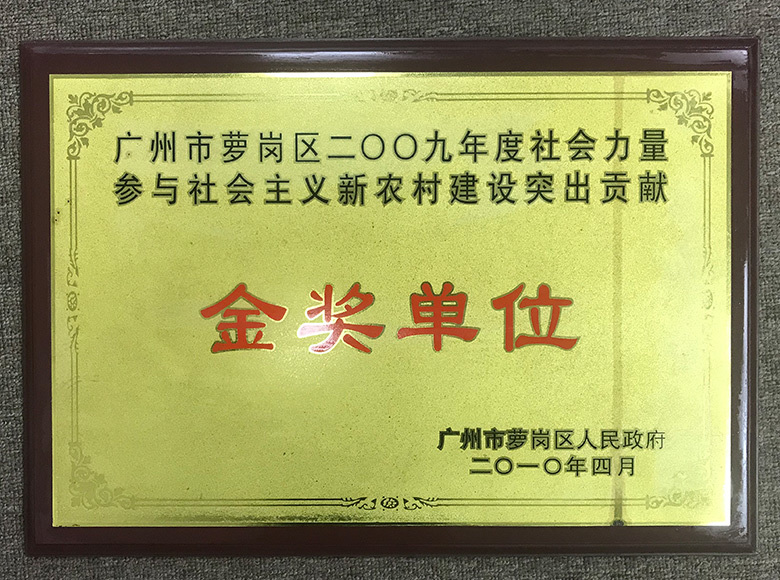 广州市萝岗区二〇〇九年度社会力量
参与社会主义新农村建设突出贡献
金奖单位
广州市萝岗区人民政府
二〇一〇年四月